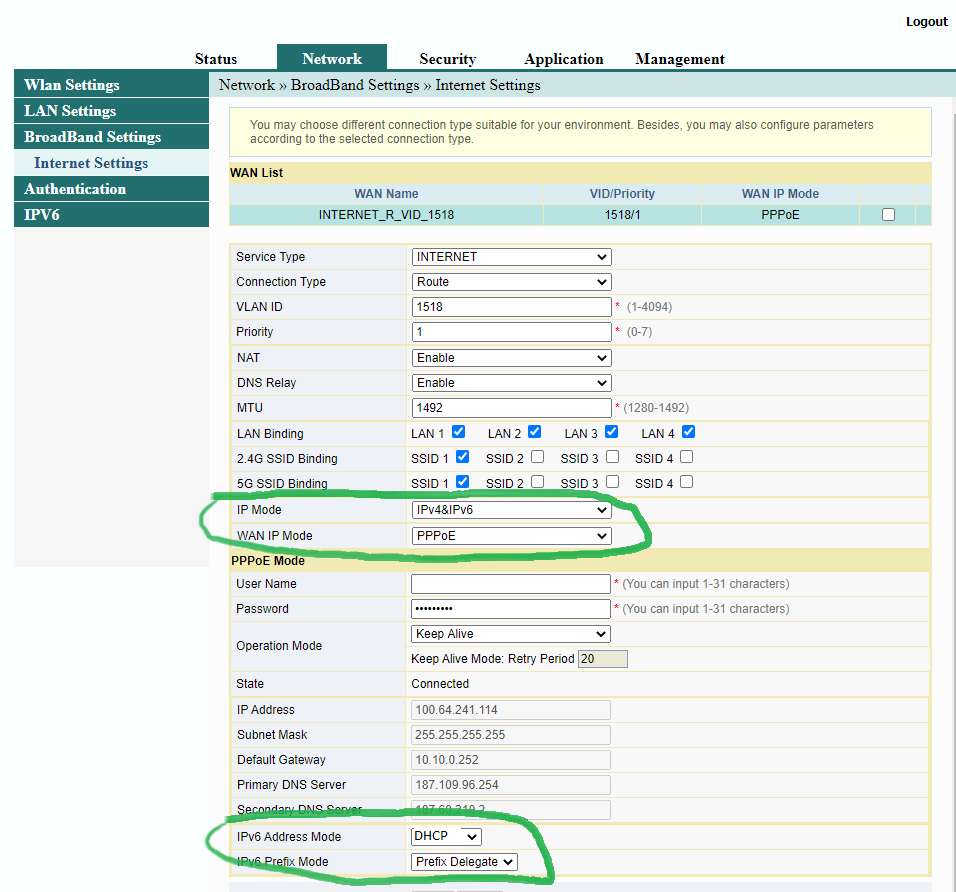 Logout
Status Network Security Application Management
Wlan Settings
LAN Settings
BroadBand Settings
Internet Settings
Authentication
IPV6
Network » BroadBand Settings » Internet Settings
You may choose different connection type suitable for your environment. Besides, you may also configure parameters
according to the selected connection type.
WAN List
WAN Name VID/Priority WAN IP Mode
INTERNET_R_VID_1518 1518/1 PPPoE
Service Type INTERNET
Connection Type Route
VLAN ID 1518 * (1-4094)
Priority 1 * (0-7)
NAT Enable
DNS Relay Enable
MTU 1492 * (1280-1492)
LAN Binding LAN 1 LAN 2 LAN 3 LAN 4
2.4G SSID Binding SSID 1 SSID 2 SSID 3 SSID 4
5G SSID Binding SSID 1 SSID 2 SSID 3 SSID 4
IP Mode IPv4&IPv6
WAN IP Mode PPPoE
PPPoE Mode
User Name * (You can input 1-31 characters)
Password ••••••••• * (You can input 1-31 characters)
Operation Mode Keep Alive
Keep Alive Mode: Retry Period 20
State Connected
IP Address 100.64.241.114
Subnet Mask 255.255.255.255
Default Gateway 10.10.0.252
Primary DNS Server 187.109.96.254
Secondary DNS Server
IPv6 Address Mode DHCP
IPv6 Prefix Mode Prefix Delegate